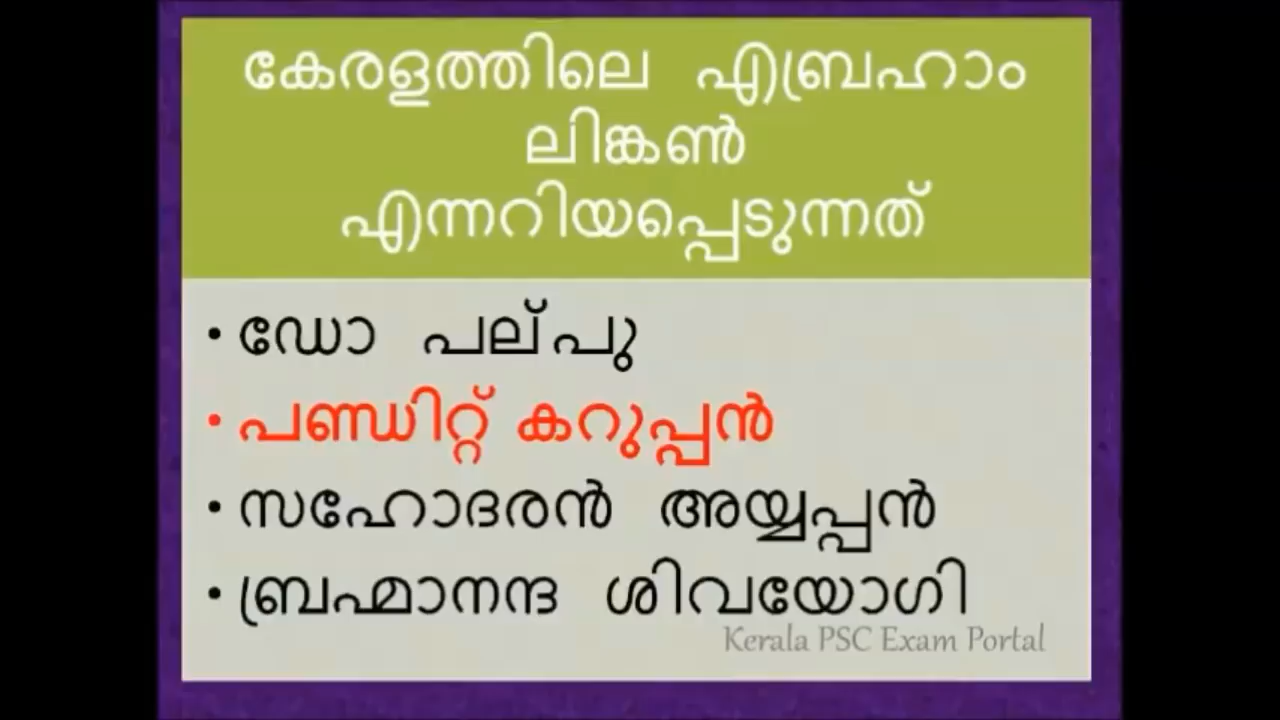 കേരളത്തിലെ എബ്രഹാം
ലിങ്കൺ
എന്നറിയപ്പെടുന്നത്
• ഡോ പല്പു
• പണ്ഡിറ്റ് കറുപ്പൻ
• സഹോദരൻ അയ്യപ്പൻ
• ബ്രഹ്മാനന്ദ ശിവയോഗി
Kerala PSC Exam Portal